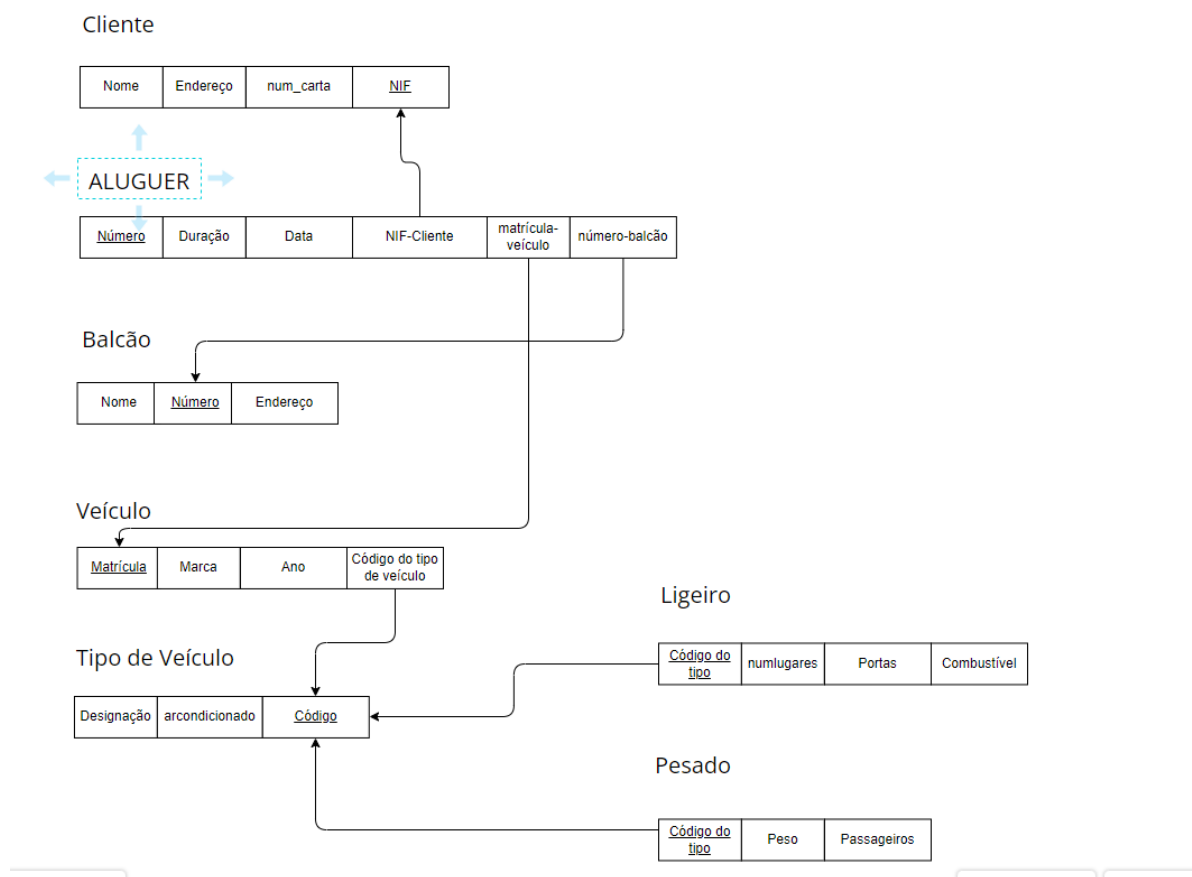 Cliente
Nome Endereço num_carta NIF
ALUGUER
Número Duração Data NIF-Cliente matrícula-
veículo número-balcão
Balcão
Nome Número Endereço
Veículo
Matrícula Marca Ano Código do tipo
de veículo
Ligeiro
Código do
tipo numlugares Portas Combustível
Tipo de Veículo
Designação arcondicionado Código
Pesado
Código do
tipo Peso Passageiros